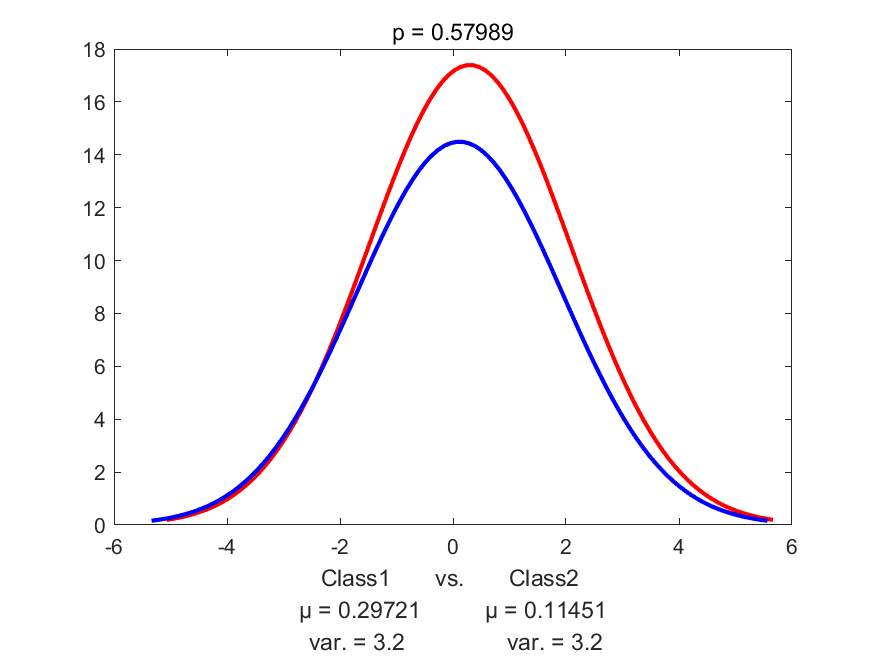 p = 0.57989
18
16
14
12
10
8
6
4
2
0
-6 -4 -2 0 2 4 6
Class1 vs. Class2
μ = 0.29721 μ = 0.11451
var. = 3.2 var. = 3.2